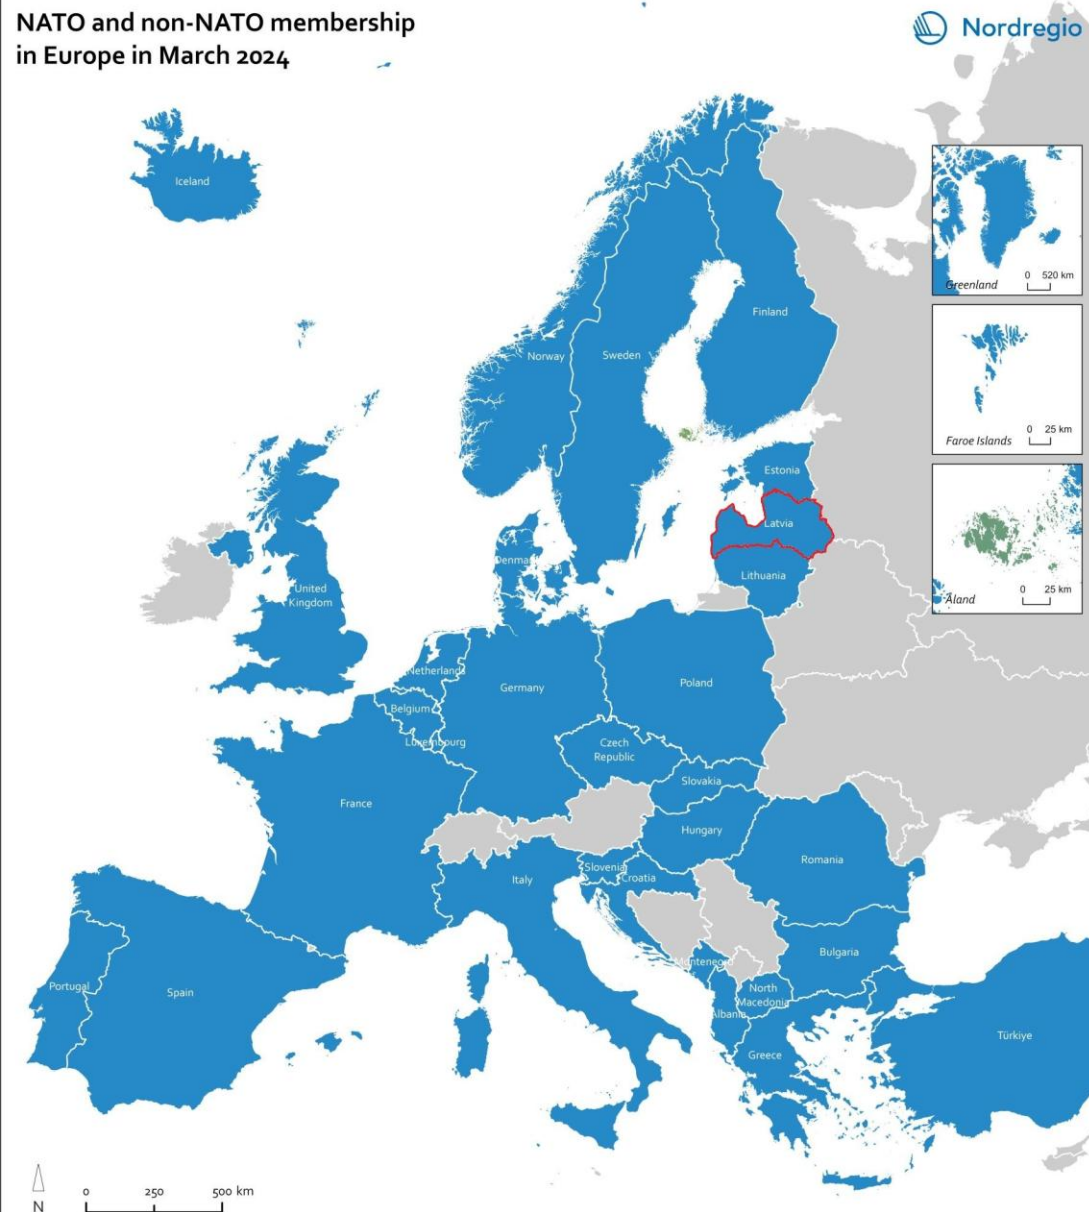 NATO and non-NATO membership
in Europe in March 2024
Nordregio
Iceland
Greenland
0 520 km
Finland
Norway
Sweden
Faroe Islands
0 25 km
Estonia
Latvia
Denmark
Lithuania
United
Kingdom
Åland
0 25 km
Netherlands
Germany
Poland
Belgium
Luxembourg
Czech
Republic
Slovakia
France
Hungary
Romania
Slovenia
Croatia
Italy
Bulgaria
Montenegro
Portugal
Spain
North
Macedonia
Albania
Türkiye
Greece
0 250 500 km
N